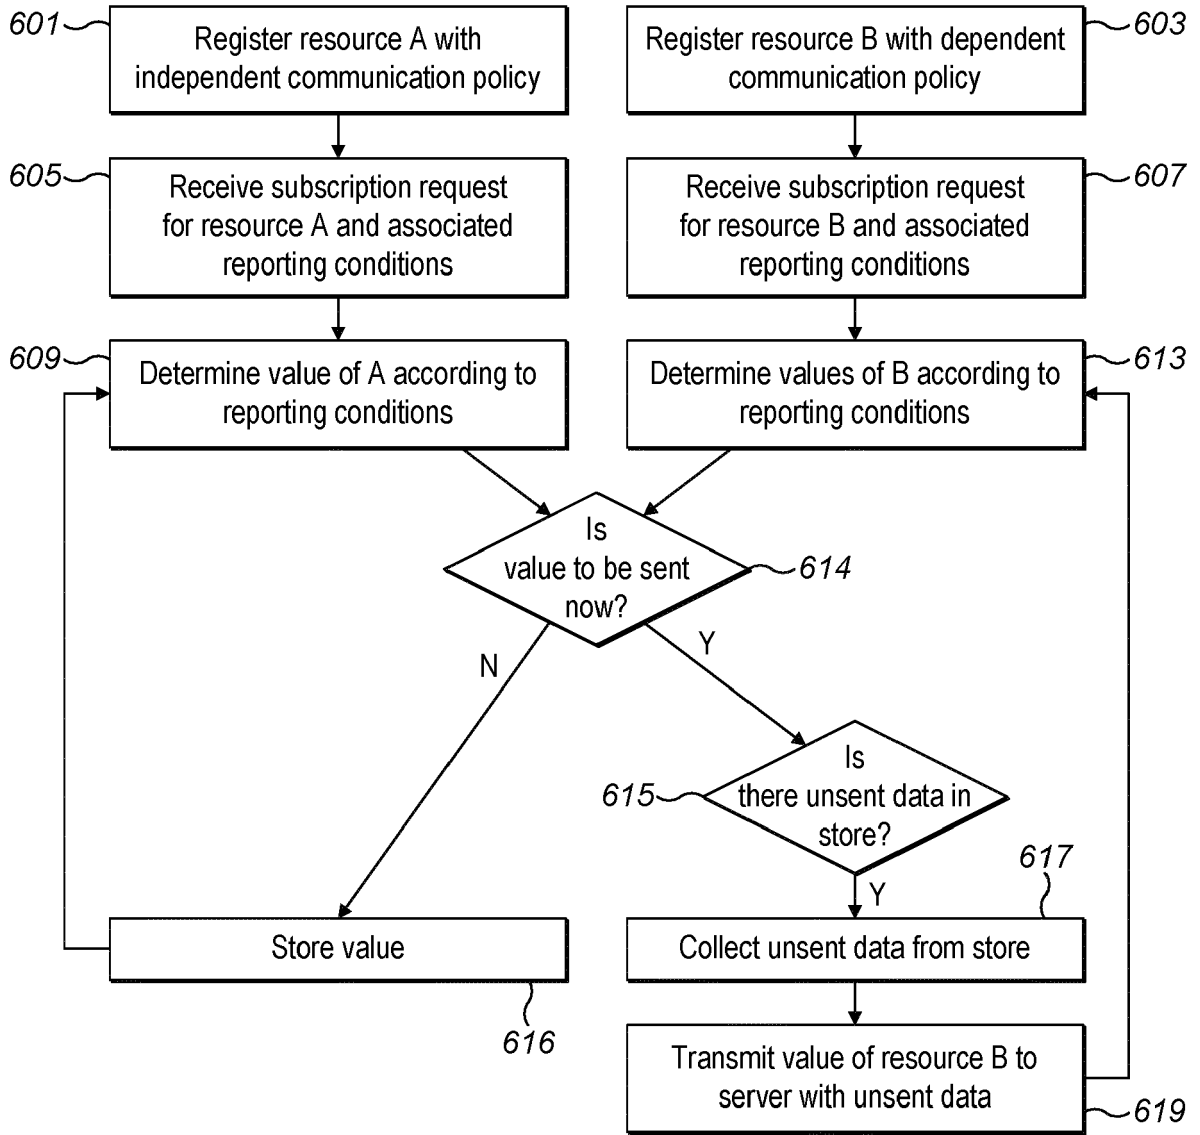 601
Register resource A with
independent communication policy
603
Register resource B with dependent
communication policy
605
Receive subscription request
for resource A and associated
reporting conditions
607
Receive subscription request
for resource B and associated
reporting conditions
609
Determine value of A according to
reporting conditions
613
Determine values of B according to
reporting conditions
Is
value to be sent
now?
614
N
Y
Is
there unsent data in
store?
615
Y
617
Store value
616
Collect unsent data from store
Transmit value of resource B to
server with unsent data
619